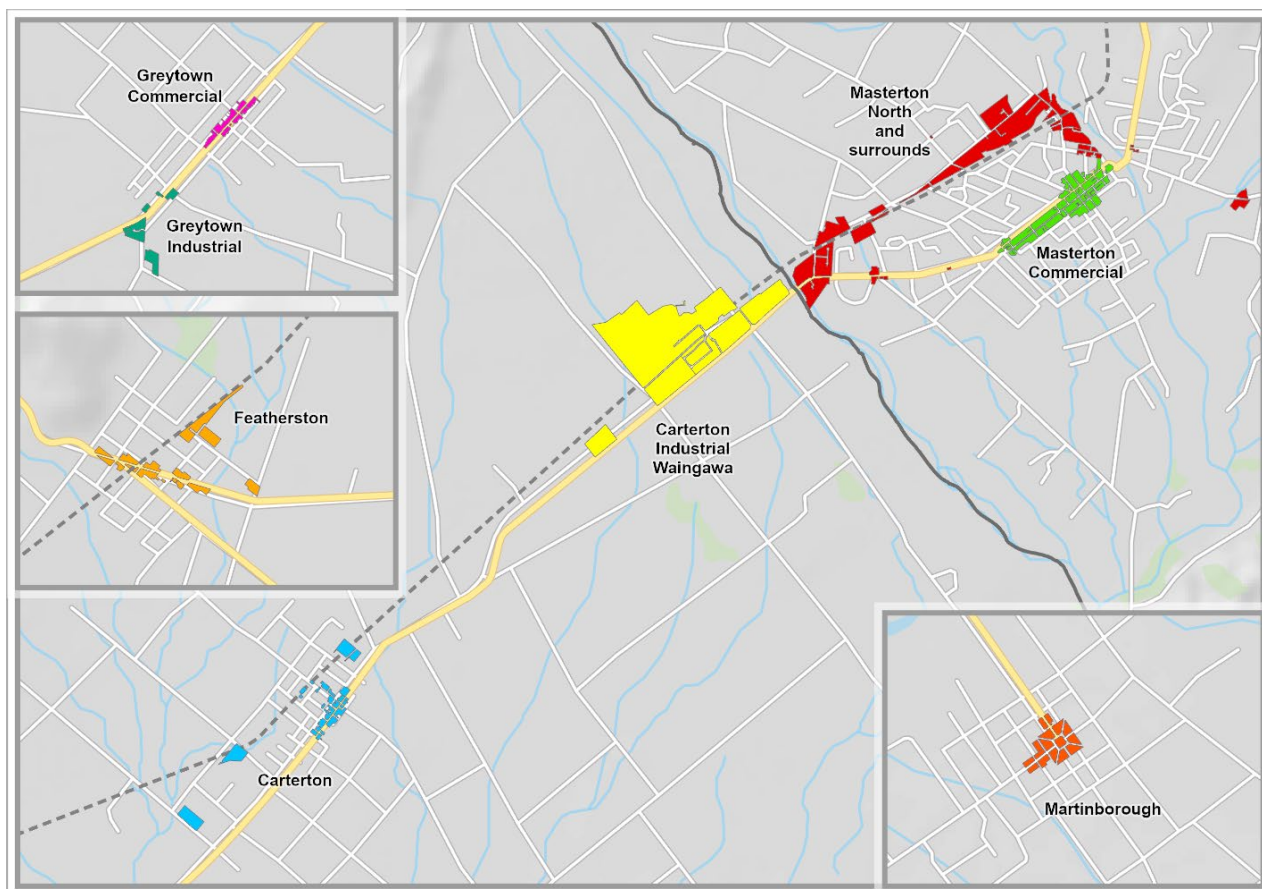 Greytown
Commercial
Greytown
Industrial
Featherston
Masterton
North
and
surrounds
Masterton
Commercial
Carterton
Industrial
Waingawa
Carterton
Martinborough